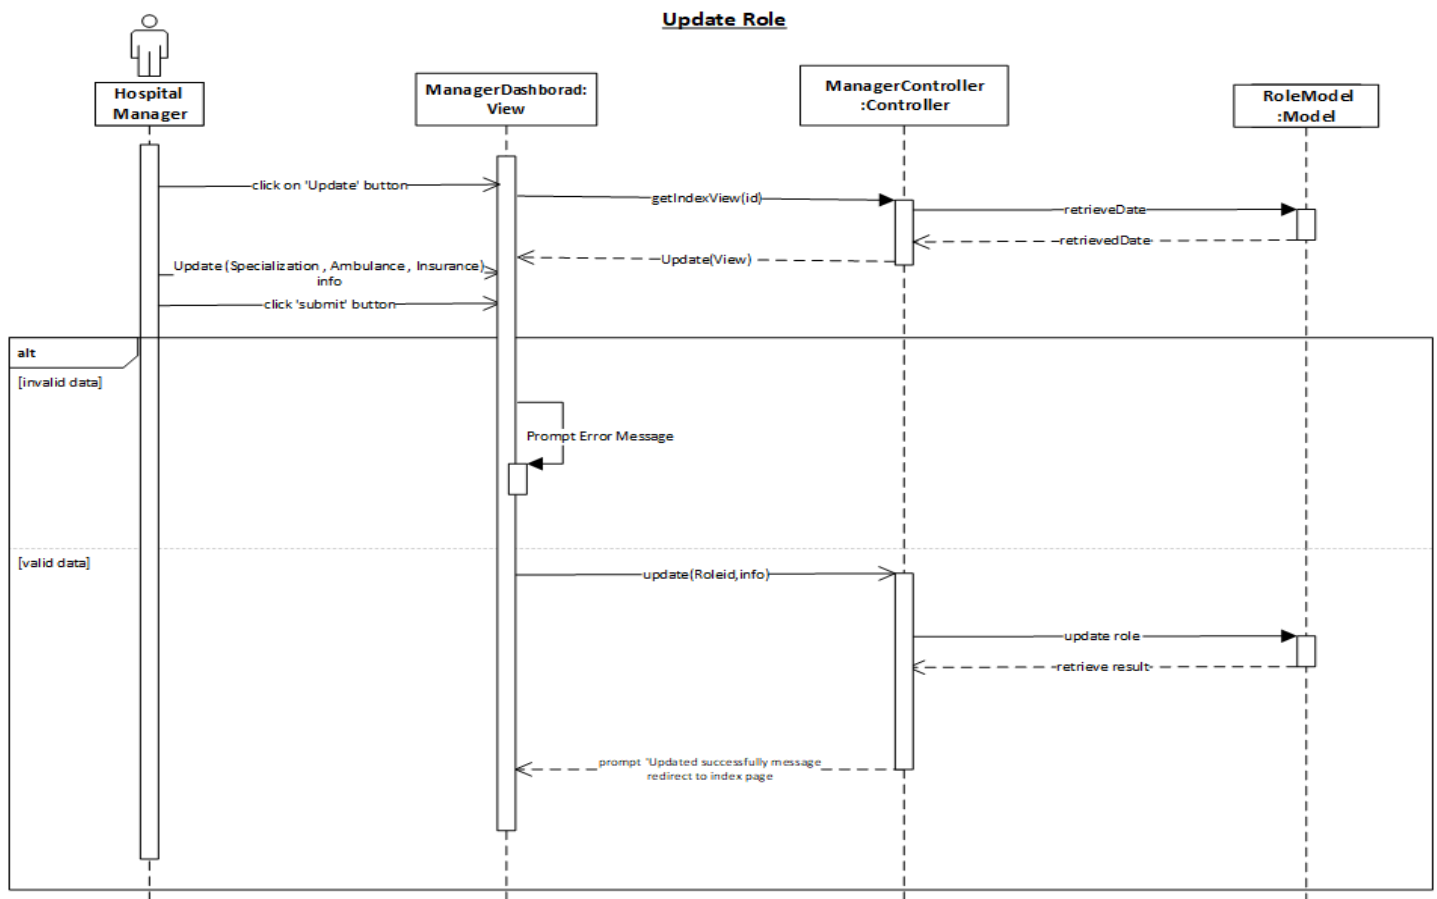 Update Role
Hospital
Manager
ManagerDashborad:
View
ManagerController
:Controller
RoleModel
:Model
click on 'Update' button
getIndexView(id)
retrieveDate
retrievedDate
Update(View)
Update (Specialization , Ambulance , Insurance)
info
click 'submit' button
alt
[invalid data]
Prompt Error Message
[valid data]
update(Roleid,info)
update role
retrieve result
prompt "Updated successfully message
redirect to index page